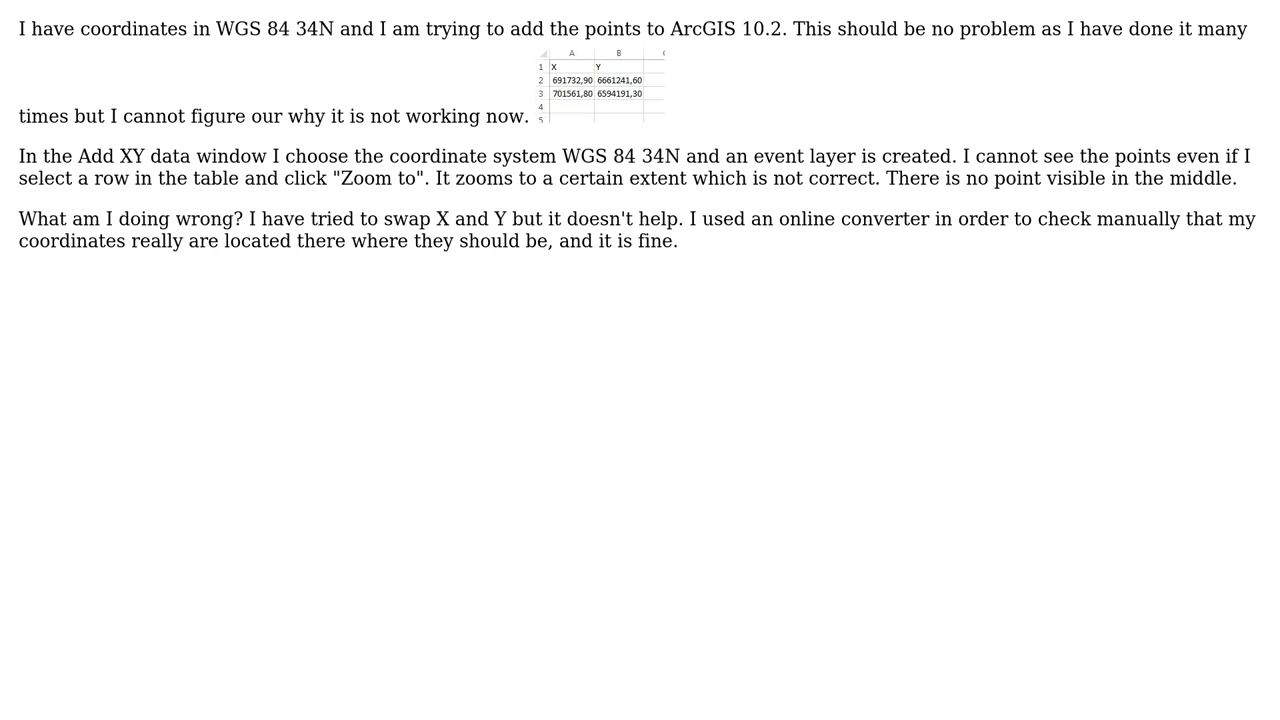 I have coordinates in WGS 84 34N and I am trying to add the points to ArcGIS 10.2. This should be no problem as I have done it many
A B
1 X Y
2 691732,90 6661241,60
3 701561,80 6594191,30
4
5
times but I cannot figure our why it is not working now.
In the Add XY data window I choose the coordinate system WGS 84 34N and an event layer is created. I cannot see the points even if I
select a row in the table and click "Zoom to". It zooms to a certain extent which is not correct. There is no point visible in the middle.
What am I doing wrong? I have tried to swap X and Y but it doesn't help. I used an online converter in order to check manually that my
coordinates really are located there where they should be, and it is fine.